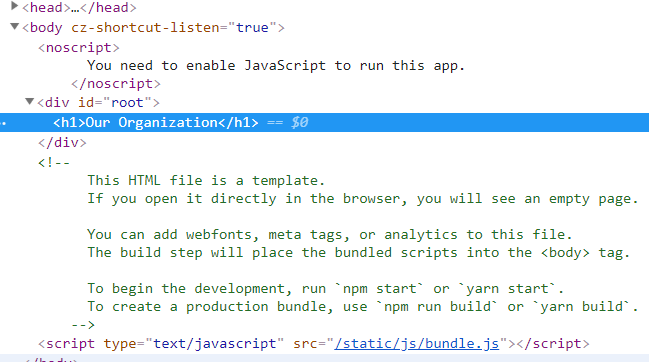 <head>…</head>
<body cz-shortcut-listen="true">
<noscript>
You need to enable JavaScript to run this app.
</noscript>
<div id="root">
<h1>Our Organization</h1> == $0
</div>
<!--
This HTML file is a template.
If you open it directly in the browser, you will see an empty page.
You can add webfonts, meta tags, or analytics to this file.
The build step will place the bundled scripts into the <body> tag.
To begin the development, run `npm start` or `yarn start`.
To create a production bundle, use `npm run build` or `yarn build`.
-->
<script type="text/javascript" src="/static/js/bundle.js"></script>
</body>